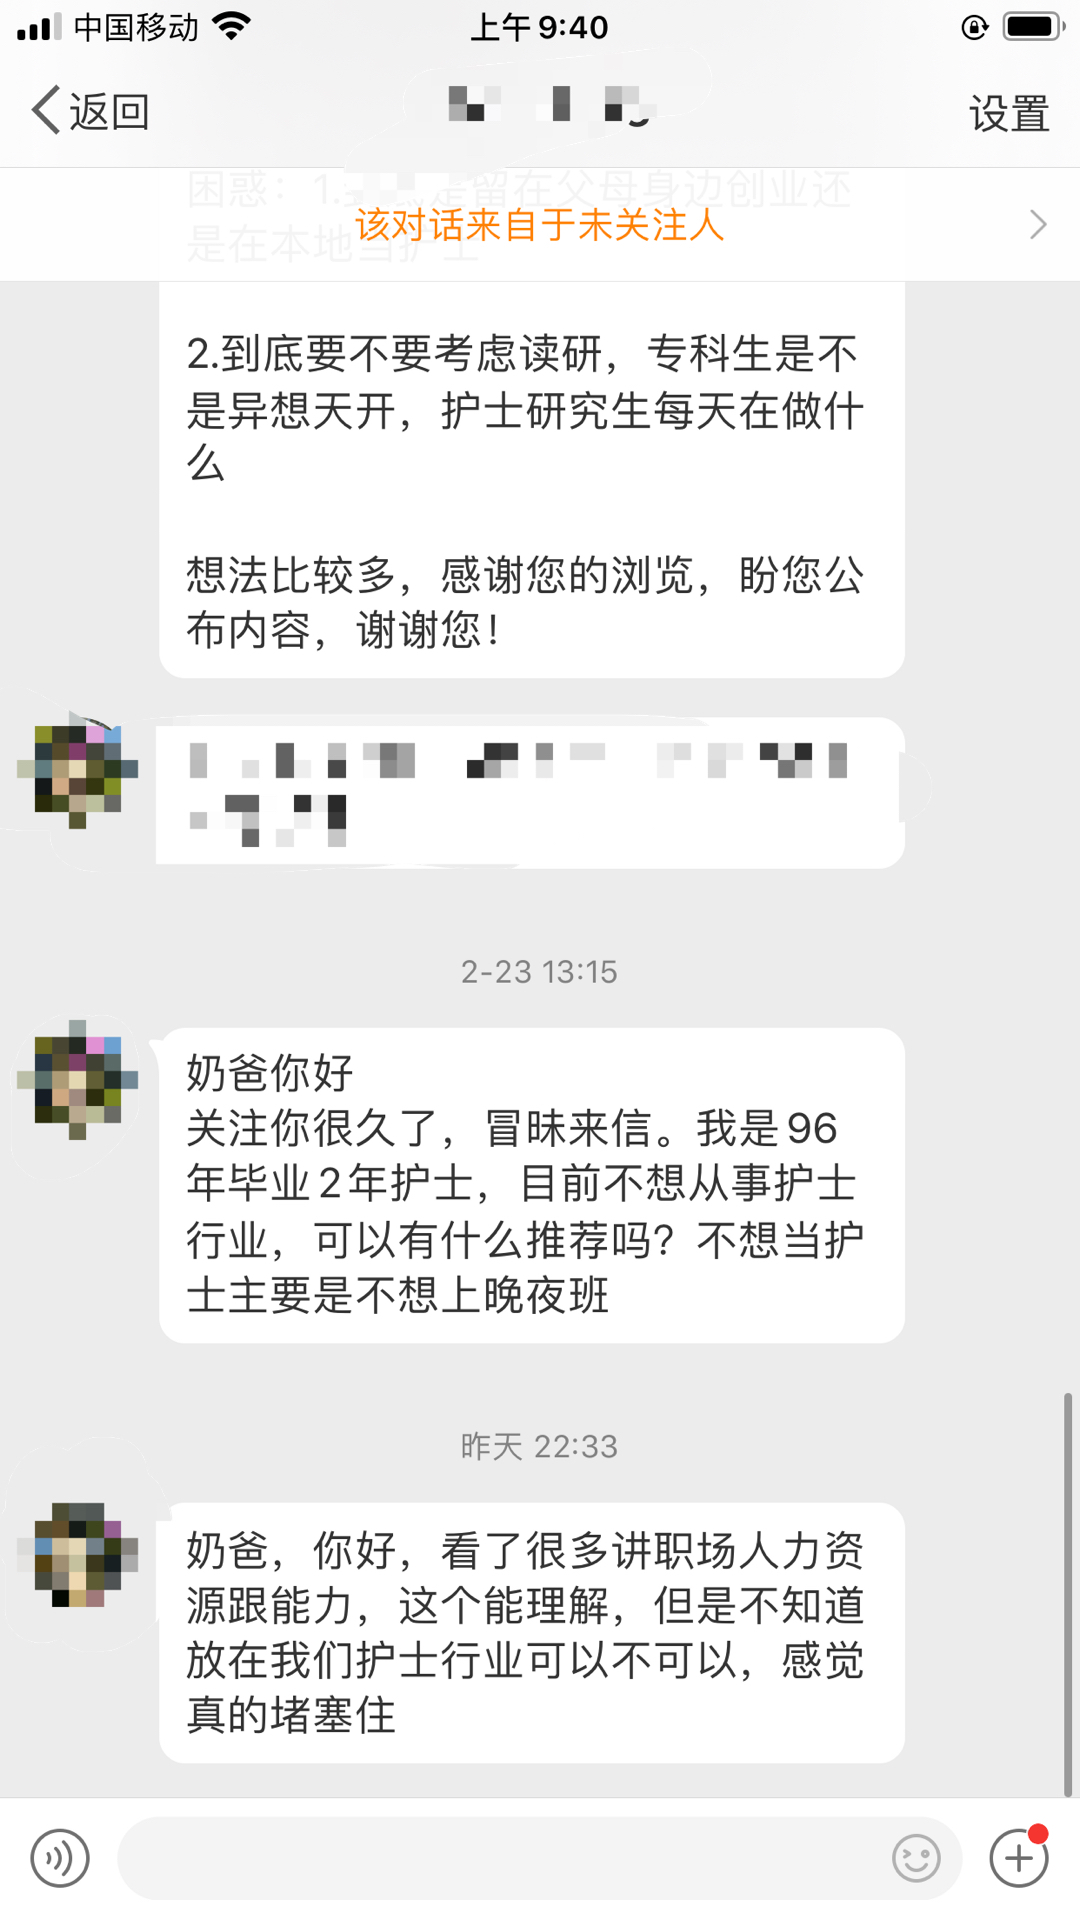 中国移动
上午 9:40
返回
设置
困惑：1.
是留在父母身边创业还
是在本地当护士
该对话来自于未关注人
2.到底要不要考虑读研，专科生是不
是异想天开，护士研究生每天在做什
么
想法比较多，感谢您的浏览，盼您公
布内容，谢谢您！
2-23 13:15
奶爸你好
关注你很久了，冒昧来信。我是96
年毕业2年护士，目前不想从事护士
行业，可以有什么推荐吗？不想当护
士主要是不想上晚夜班
昨天 22:33
奶爸，你好，看了很多讲职场人力资
源跟能力，这个能理解，但是不知道
放在我们护士行业可以不可以，感觉
真的堵塞住